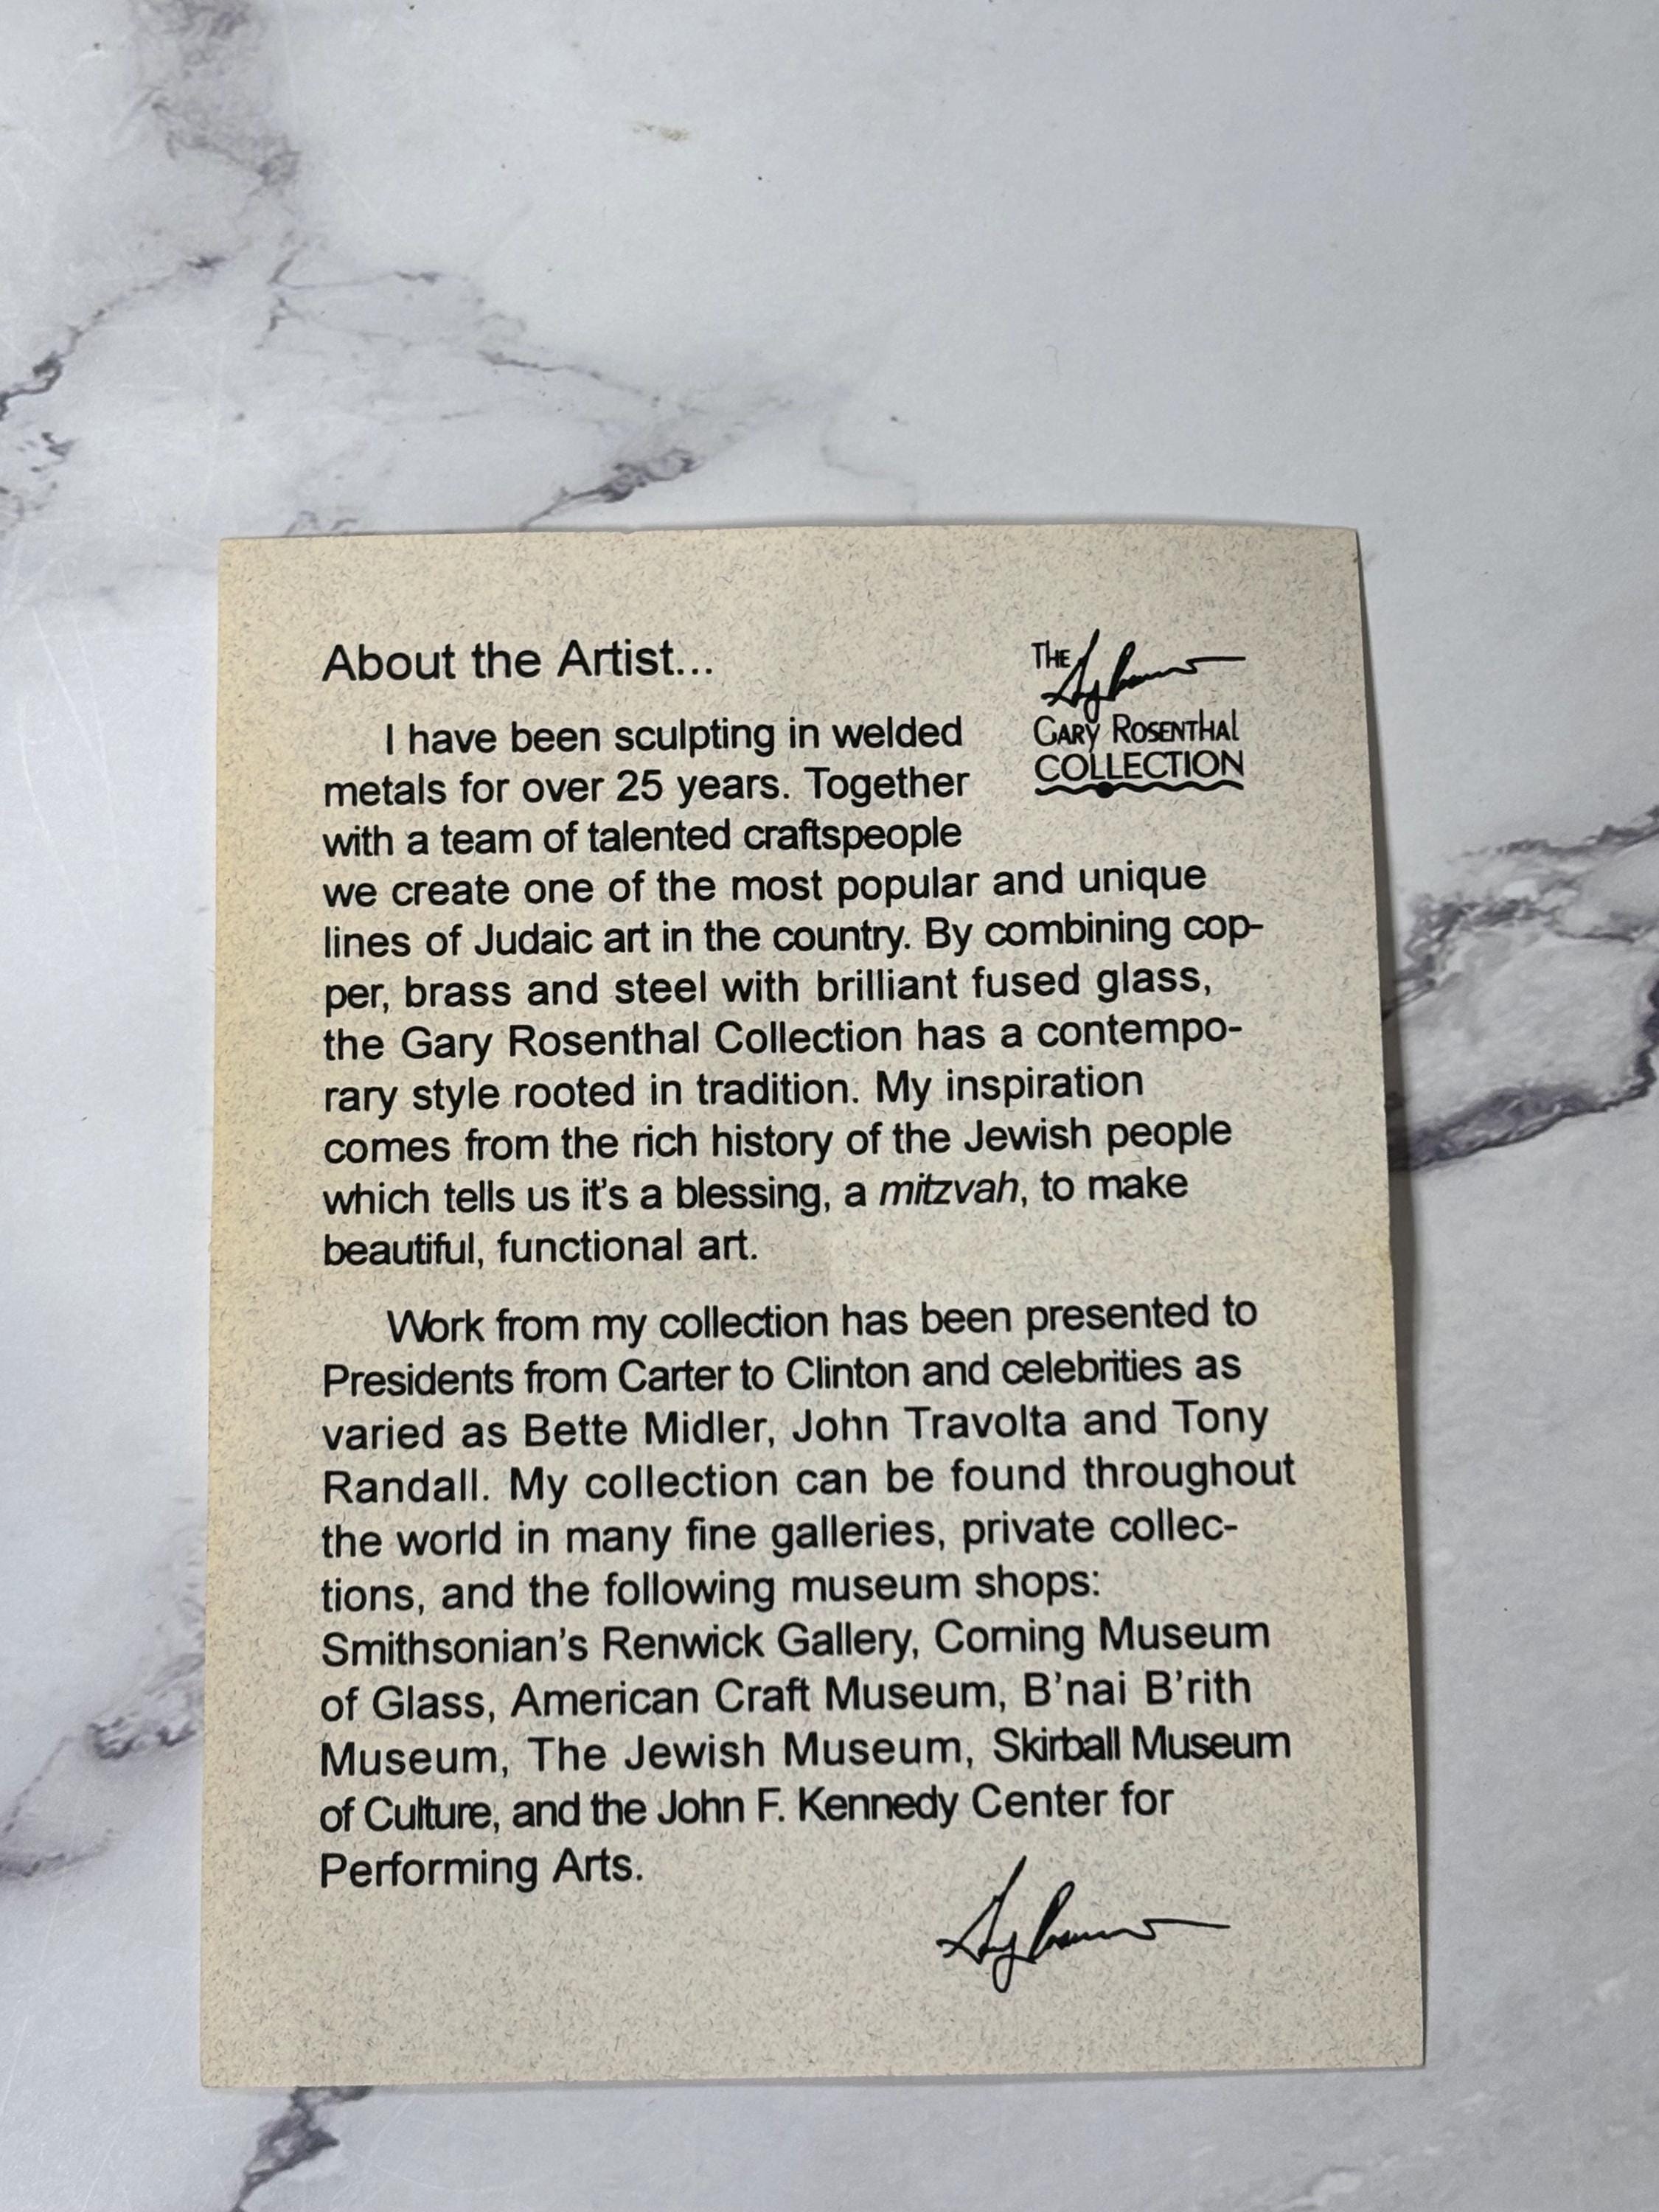 About the Artist...
THE
GARY ROSENTHAL
COLLECTION
I have been sculpting in welded
metals for over 25 years. Together
with a team of talented craftspeople
we create one of the most popular and unique
lines of Judaic art in the country. By combining cop-
per, brass and steel with brilliant fused glass,
the Gary Rosenthal Collection has a contempo-
rary style rooted in tradition. My inspiration
comes from the rich history of the Jewish people
which tells us it's a blessing, a mitzvah, to make
beautiful, functional art.
Work from my collection has been presented to
Presidents from Carter to Clinton and celebrities as
varied as Bette Midler, John Travolta and Tony
Randall. My collection can be found throughout
the world in many fine galleries, private collec-
tions, and the following museum shops:
Smithsonian's Renwick Gallery, Corning Museum
of Glass, American Craft Museum, B'nai B'rith
Museum, The Jewish Museum, Skirball Museum
of Culture, and the John F. Kennedy Center for
Performing Arts.